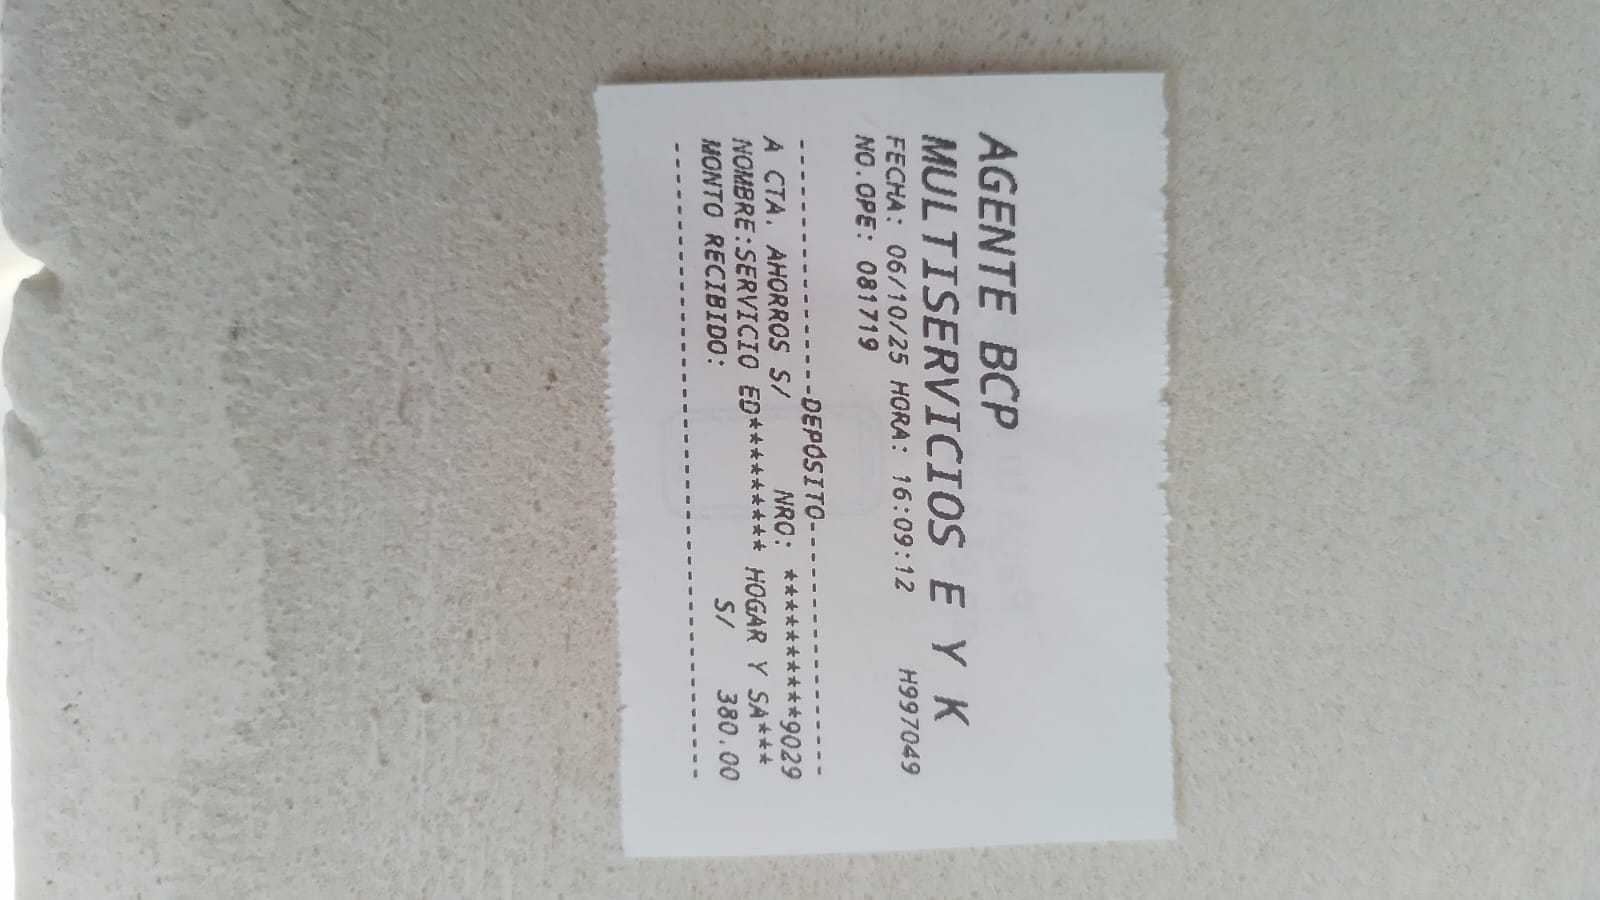 AGENTE BCP
MULTISERVICIOS E Y K
FECHA: 06/10/25 HORA: 16:09:12 H997049
NO.OPE: 081719
--------------------DEPOSITO--------------------
A CTA. AHORROS S/ NRO: **********9029
NOMBRE:SERVICIO ED********** HOGAR Y SA****
MONTO RECIBIDO: S/ 380.00
------------------------------------------------